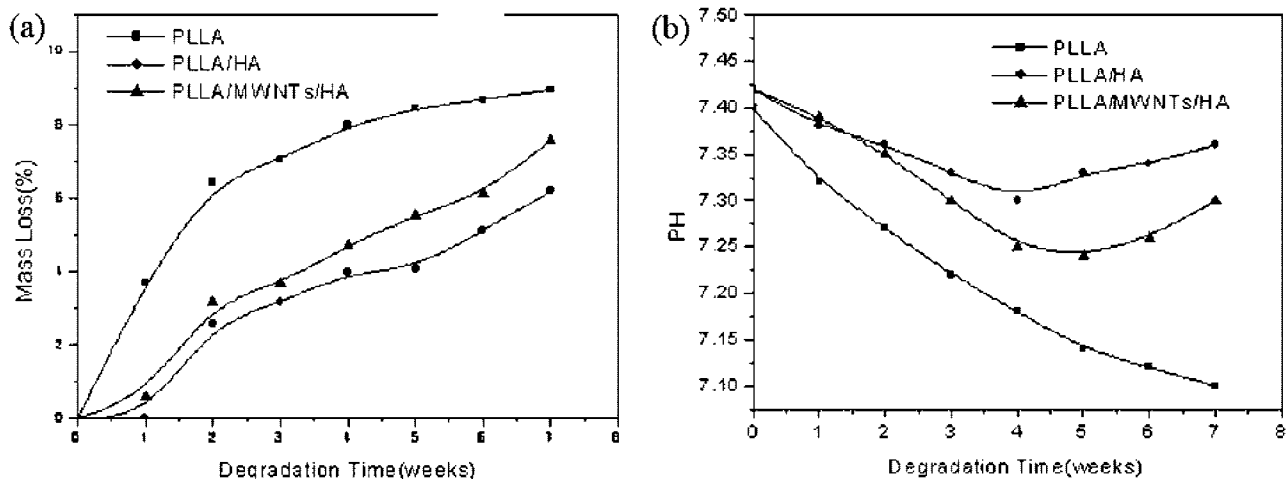 (a)
PLLA
PLLA/HA
PLLA/MWNTs/HA
10
8
6
4
2
0
Mass Loss(%)
0 1 2 3 4 5 6 7 8
Degradation Time(weeks)
(b)
PLLA
PLLA/HA
PLLA/MWNTs/HA
7.50
7.45
7.40
7.35
7.30
7.25
7.20
7.15
7.10
PH
0 1 2 3 4 5 6 7 8
Degradation Time(weeks)